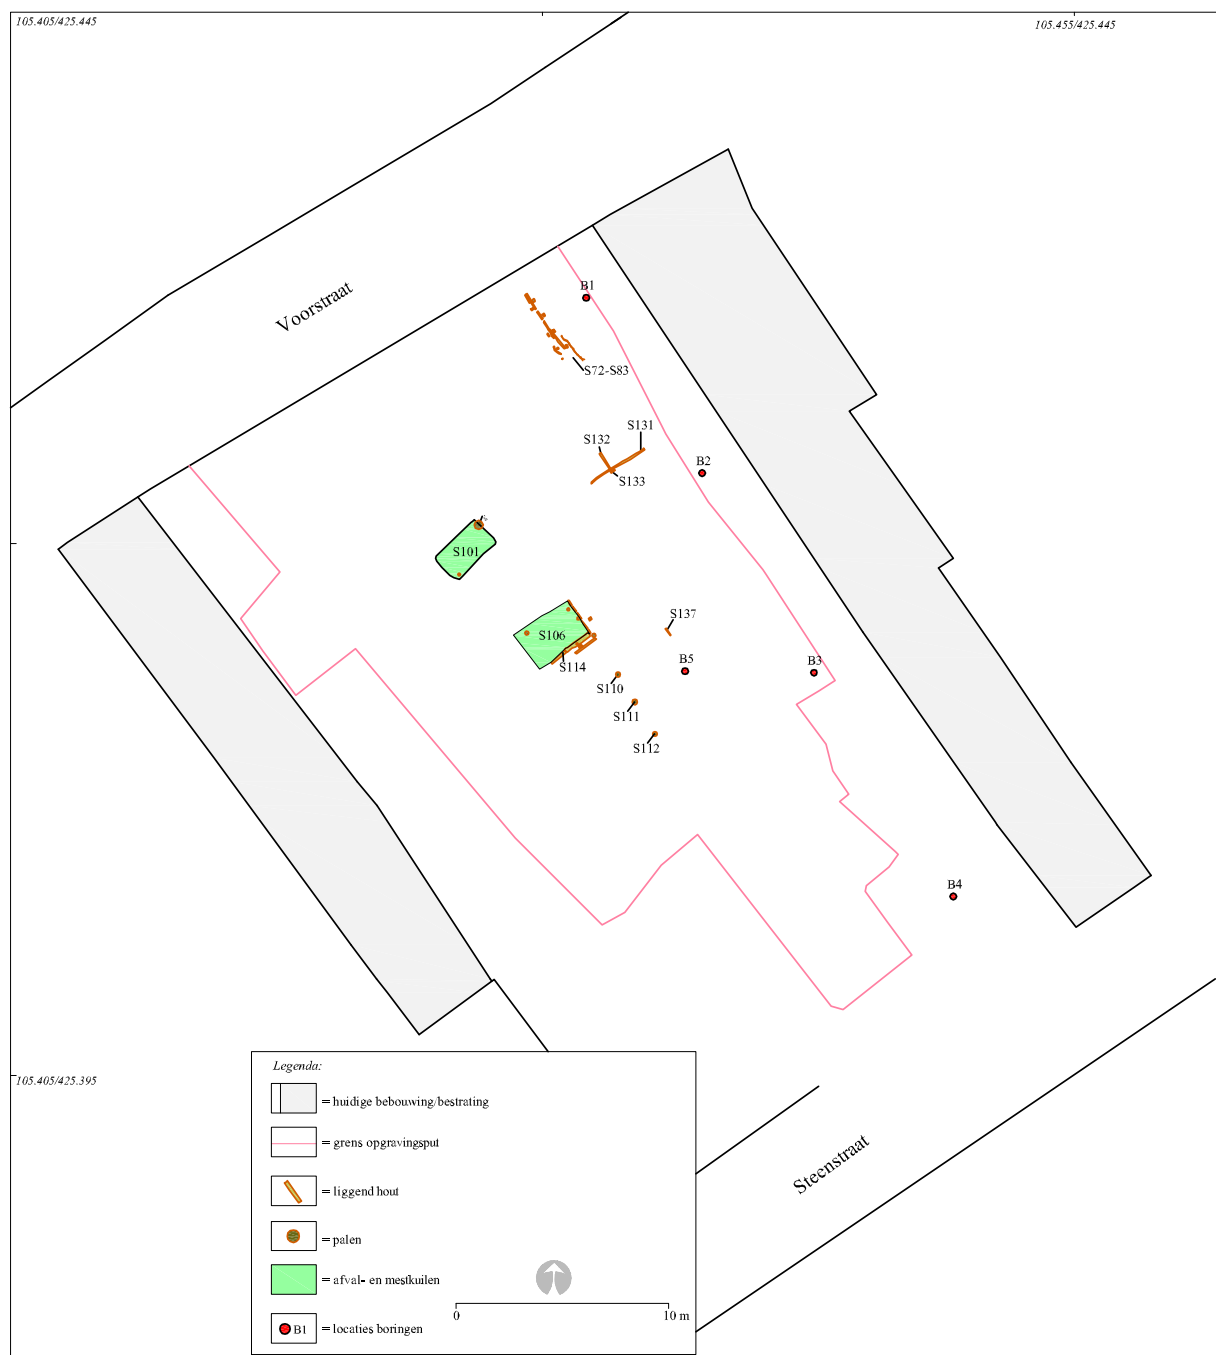 105.405/425.445
105.455/425.445
Voorstraat
B1
S72-S83
S131
S132
S133
B2
S101
S137
S106
S114
B5
B3
S110
S111
S112
B4
105.405/425.395
Steenstraat
Legenda:
= huidige bebouwing/bestrating
= grens opgravingsput
= liggend hout
= palen
= afval- en mestkuilen
B1 = locaties boringen
0 10 m